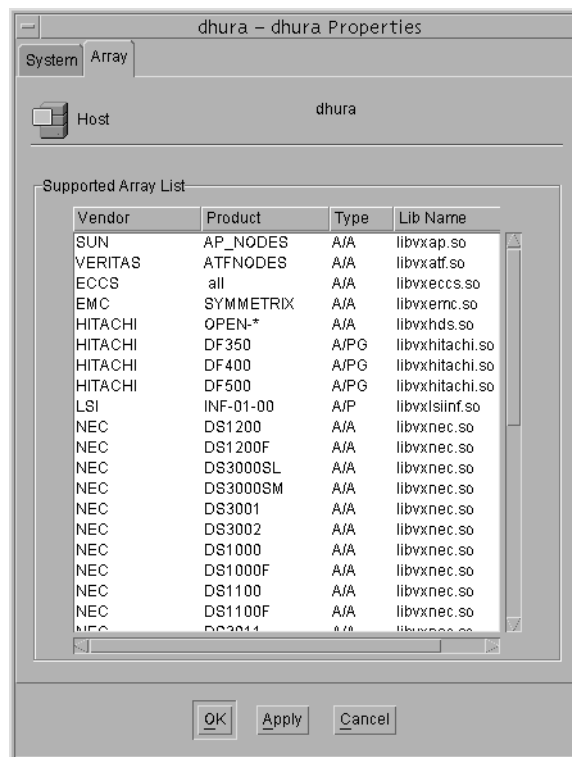 dhura – dhura Properties
System Array
Host dhura
Supported Array List
Vendor Product Type Lib Name
SUN AP_NODES A/A libvxap.so
VERITAS ATFNODES A/A libvxatf.so
ECCS all A/A libvxeccs.so
EMC SYMMETRIX A/A libvxemc.so
HITACHI OPEN-* A/A libvxhds.so
HITACHI DF350 A/PG libvxhitachi.so
HITACHI DF400 A/PG libvxhitachi.so
HITACHI DF500 A/PG libvxhitachi.so
LSI INF-01-00 A/P libvxlsiinf.so
NEC DS1200 A/A libvxnec.so
NEC DS1200F A/A libvxnec.so
NEC DS3000SL A/A libvxnec.so
NEC DS3000SM A/A libvxnec.so
NEC DS3001 A/A libvxnec.so
NEC DS3002 A/A libvxnec.so
NEC DS1000 A/A libvxnec.so
NEC DS1000F A/A libvxnec.so
NEC DS1100 A/A libvxnec.so
NEC DS1100F A/A libvxnec.so
NEC DS3011 A/A libvxnec.so
OK Apply Cancel